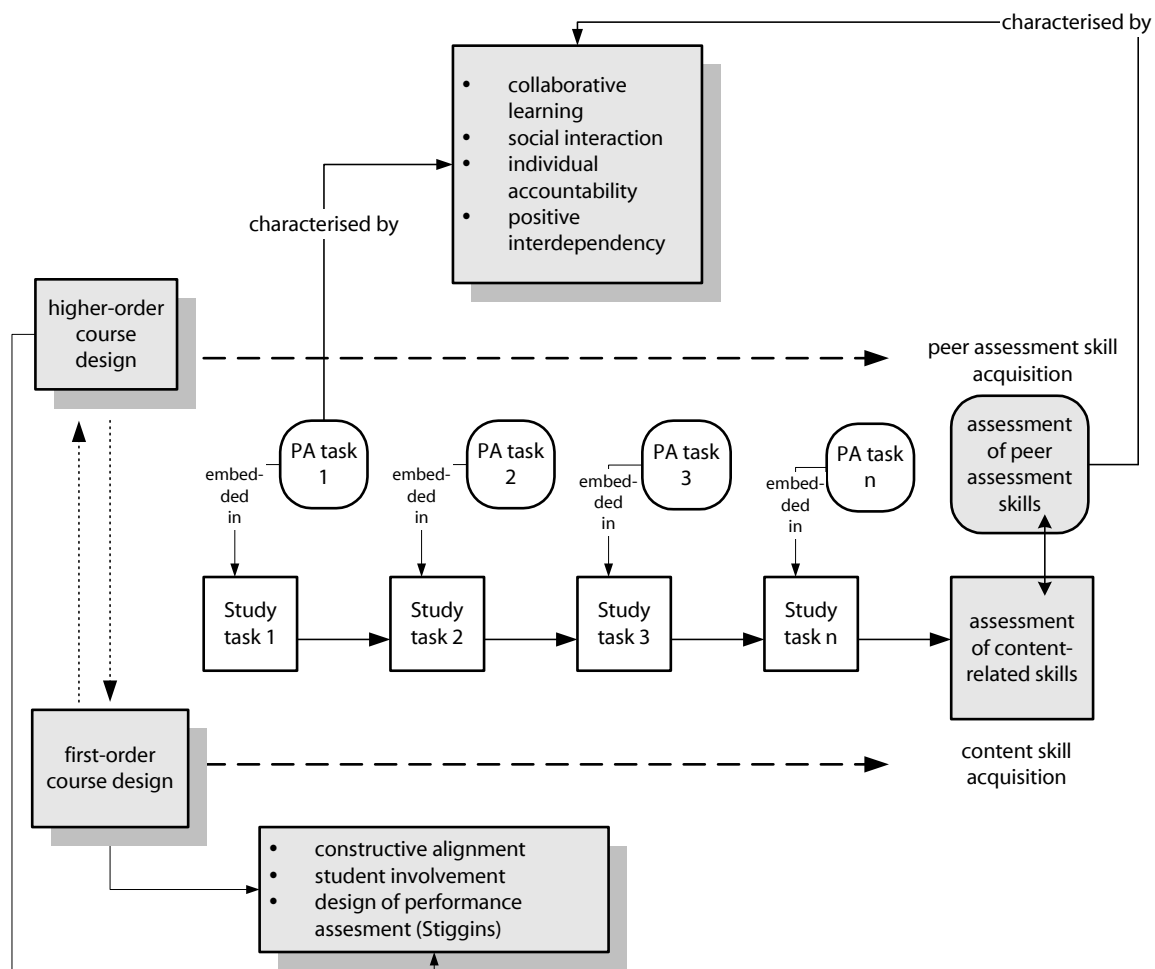 characterised by
• collaborative
learning
• social interaction
• individual
accountability
• positive
interdependency
characterised by
higher-order
course
design
peer assessment skill
acquisition
PA task
1
PA task
2
PA task
3
PA task
n
assessment
of peer
assessment
skills
embed-
ded
in
embed-
ded
in
embed-
ded
in
embed-
ded
in
Study
task 1
Study
task 2
Study
task 3
Study
task n
assessment
of content-
related skills
first-order
course design
content skill
acquisition
• constructive alignment
• student involvement
• design of performance
assesment (Stiggins)